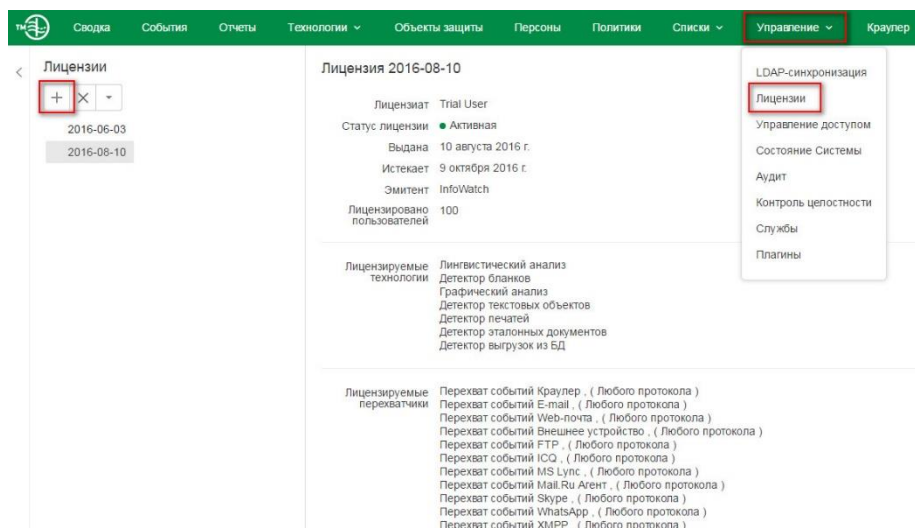 TM Сводка События Отчеты Технологии Объекты защиты Персоны Политики Списки Управление Краулер
Лицензии
2016-06-03
2016-08-10
Лицензия 2016-08-10
Лицензиат Trial User
Статус лицензии Активная
Выдана 10 августа 2016 г.
Истекает 9 октября 2016 г.
Эмитент InfoWatch
Лицензировано пользователей 100
Лицензируемые технологии Лингвистический анализ
Детектор бланков
Графический анализ
Детектор текстовых объектов
Детектор печатей
Детектор эталонных документов
Детектор выгрузок из БД
Лицензируемые перехватчики Перехват событий Краулер , ( Любого протокола )
Перехват событий E-mail , ( Любого протокола )
Перехват событий Web-почта , ( Любого протокола )
Перехват событий Внешнее устройство , ( Любого протокола )
Перехват событий FTP , ( Любого протокола )
Перехват событий ICQ , ( Любого протокола )
Перехват событий MS Lync , ( Любого протокола )
Перехват событий Mail.Ru Агент , ( Любого протокола )
Перехват событий Skype , ( Любого протокола )
Перехват событий WhatsApp , ( Любого протокола )
Перехват событий XMPP , ( Любого протокола )
LDAP-синхронизация
Лицензии
Управление доступом
Состояние Системы
Аудит
Контроль целостности
Службы
Плагины